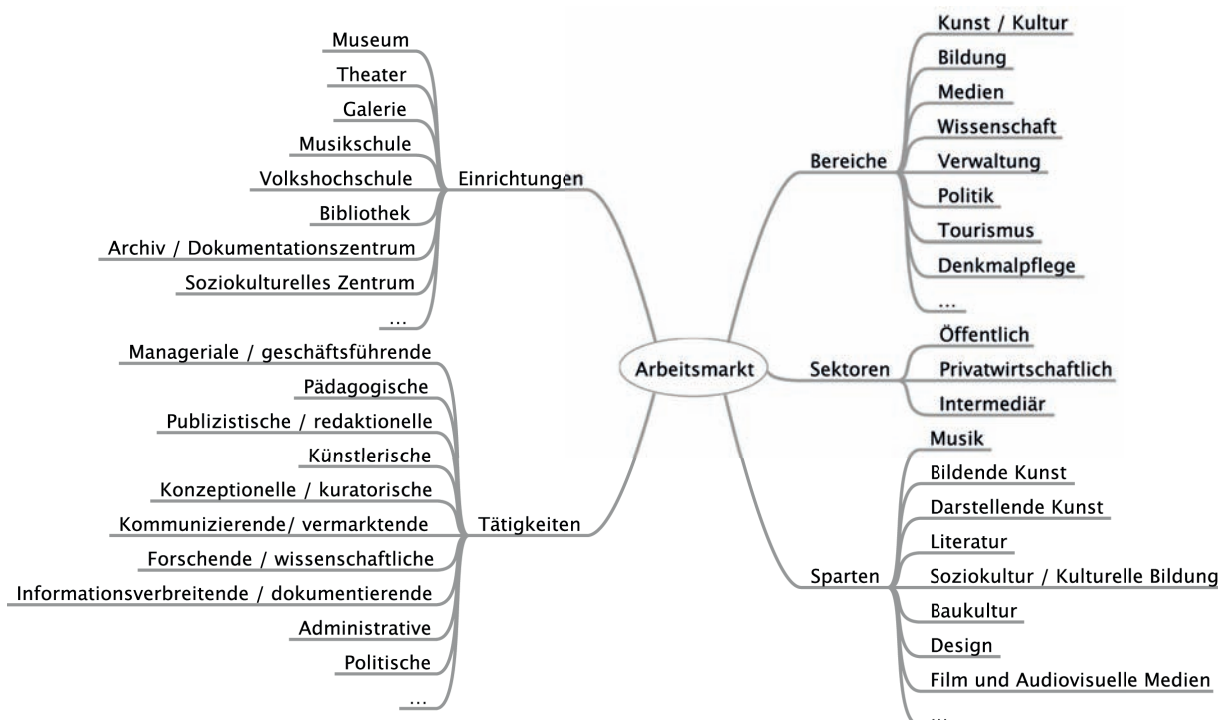 Museum
Theater
Galerie
Musikschule
Volkshochschule
Bibliothek
Archiv / Dokumentationszentrum
Soziokulturelles Zentrum
...
Einrichtungen
Manageriale / geschäftsführende
Pädagogische
Publizistische / redaktionelle
Künstlerische
Konzeptionelle / kuratorische
Kommunizierende/ vermarktende
Forschende / wissenschaftliche
Informationsverbreitende / dokumentierende
Administrative
Politische
...
Tätigkeiten
Arbeitsmarkt
Bereiche
Kunst / Kultur
Bildung
Medien
Wissenschaft
Verwaltung
Politik
Tourismus
Denkmalpflege
...
Sektoren
Öffentlich
Privatwirtschaftlich
Intermediär
Sparten
Musik
Bildende Kunst
Darstellende Kunst
Literatur
Soziokultur / Kulturelle Bildung
Baukultur
Design
Film und Audiovisuelle Medien
...